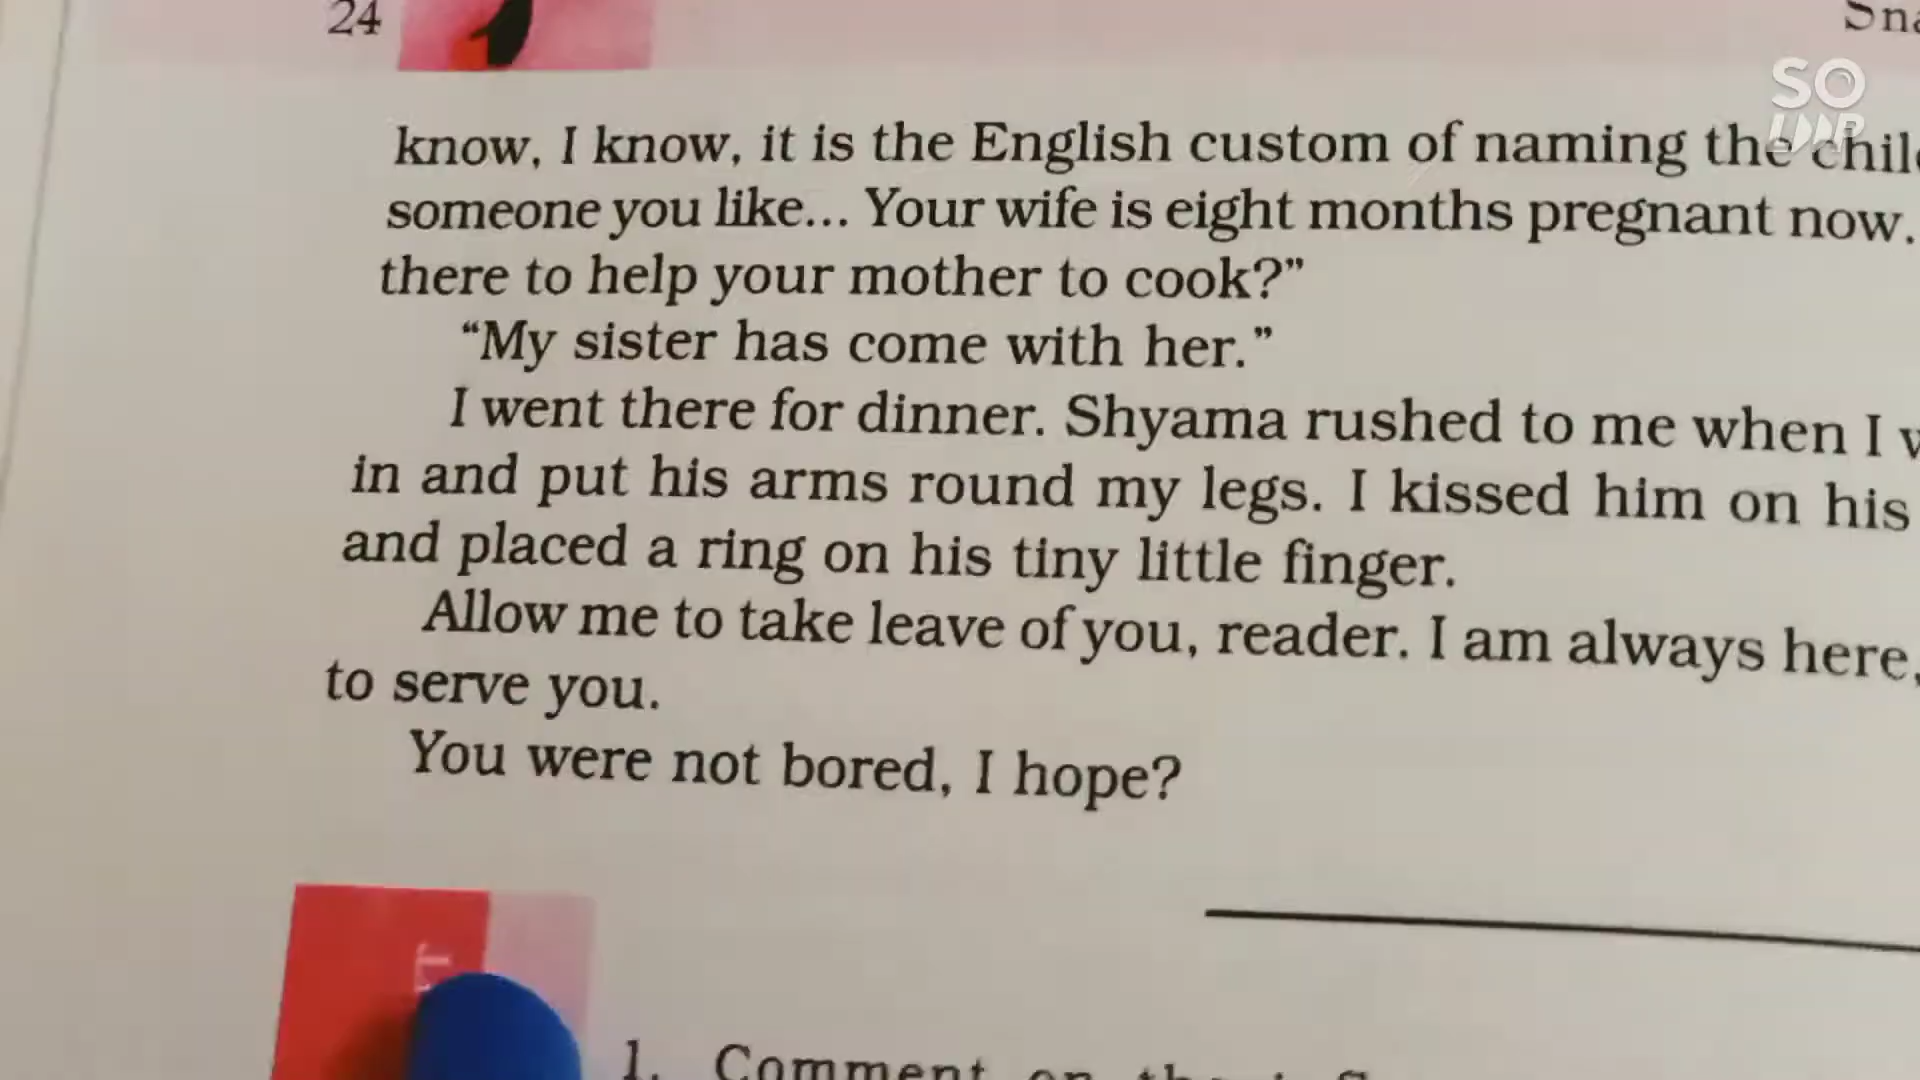 24
SO
know, I know, it is the English custom of naming the
someone you like... Your wife is eight months pregnant now.
there to help your mother to cook?”
“My sister has come with her.”
I went there for dinner. Shyama rushed to me when I
in and put his arms round my legs. I kissed him on his
and placed a ring on his tiny little finger.
Allow me to take leave of you, reader. I am always here,
to serve you.
You were not bored, I hope?
1. Comment on